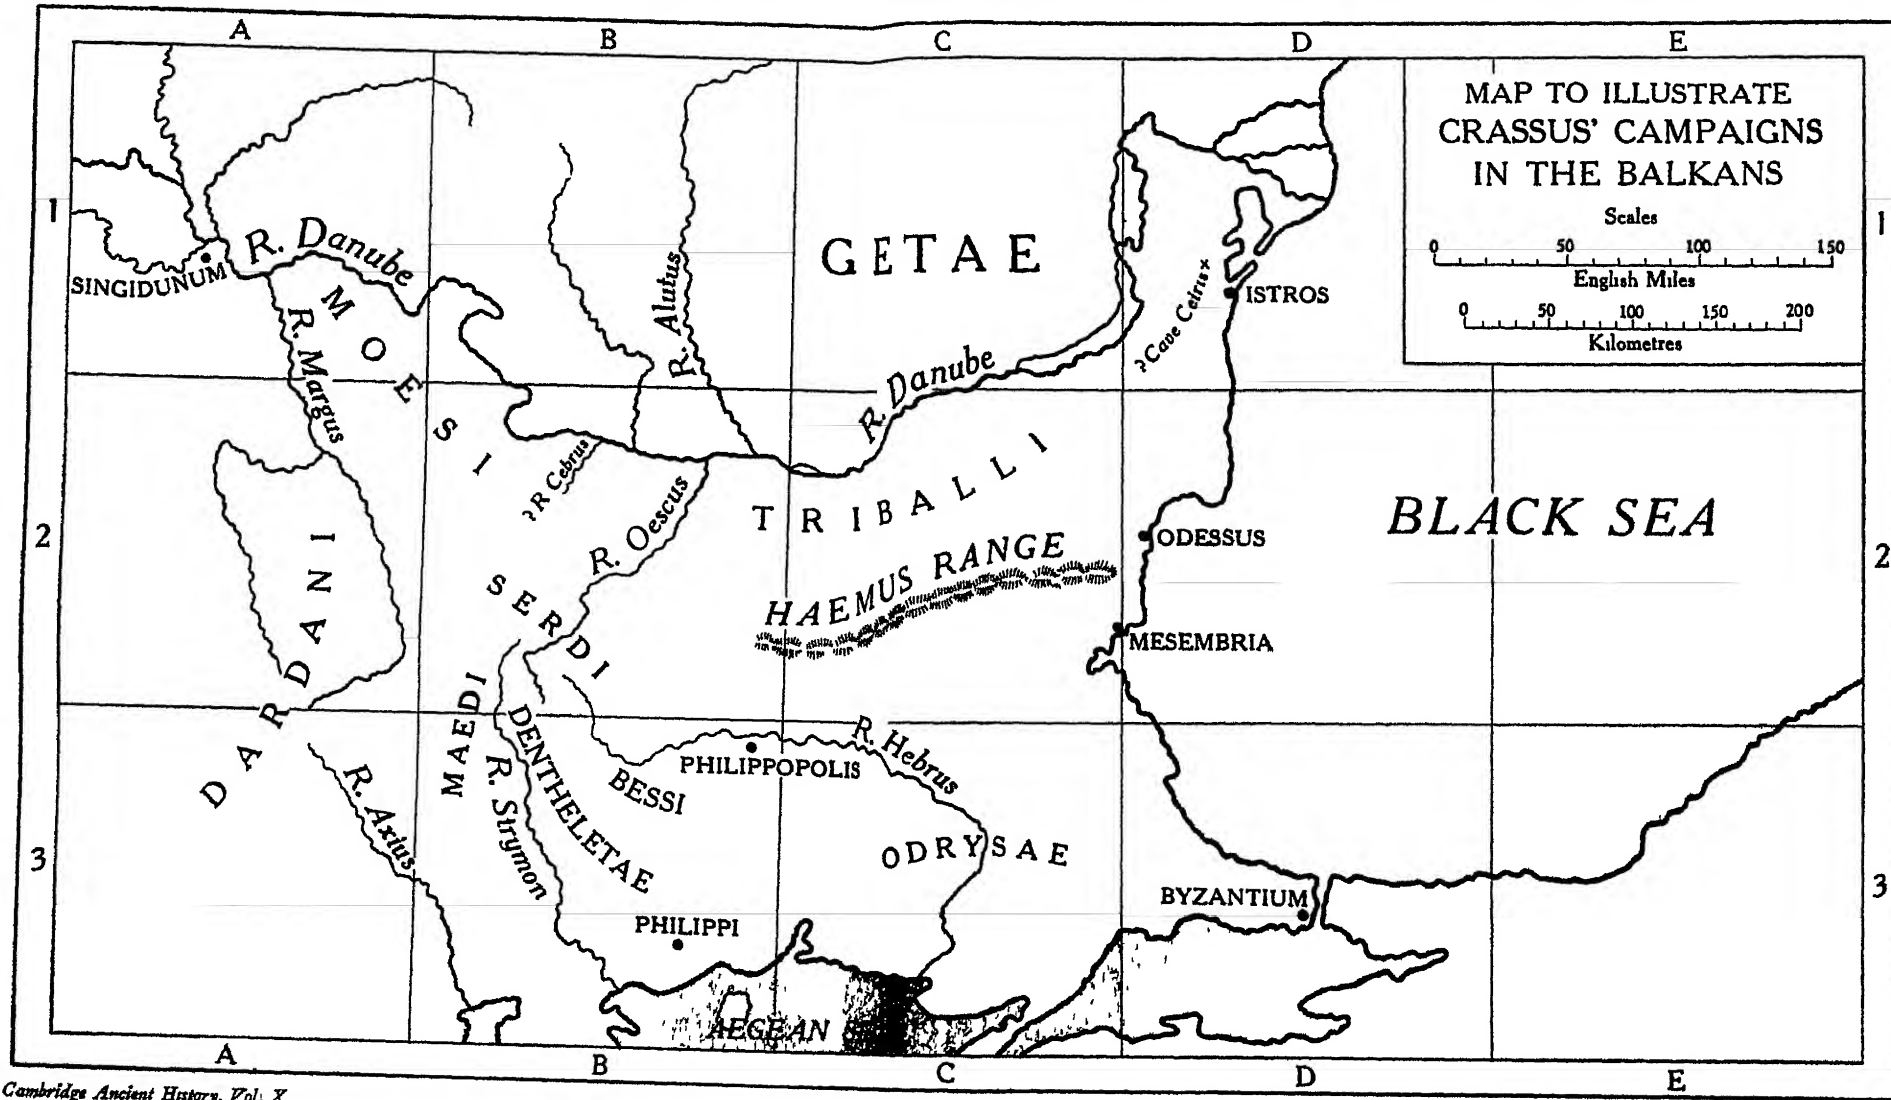 A B C D E
MAP TO ILLUSTRATE
CRASSUS' CAMPAIGNS
IN THE BALKANS
Scales
0 50 100 150
English Miles
0 50 100 150 200
Kilometres
1 1
R. Danube
SINGIDUNUM
MOESI
R. Margus
R. Alutus
GETAE
?Cave Ceiris×
ISTROS
R. Danube
2 2
?R Cebrus
R. Oescus
TRIBALLI
BLACK SEA
ODESSUS
HAEMUS RANGE
DARDANI
SERDI
MESEMBRIA
MAEDI
DENTHELETAE
R. Strymon
R. Hebrus
PHILIPPOPOLIS
BESSI
R. Axius
ODRYSAE
3 3
BYZANTIUM
PHILIPPI
AEGEAN
A B C D E
Cambridge Ancient History, Vol. X